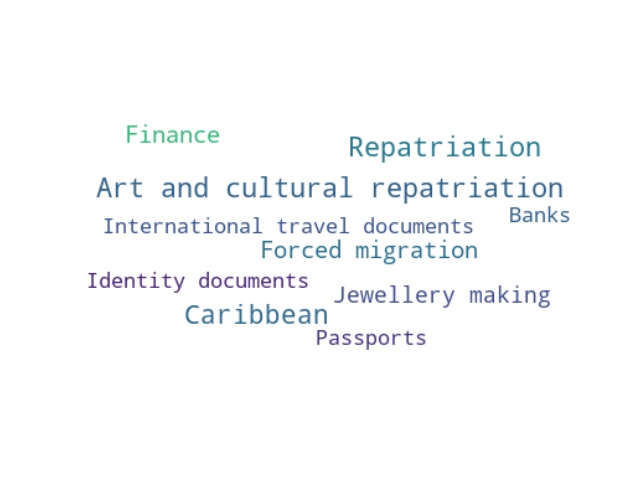 Finance
Repatriation
Art and cultural repatriation
Banks
International travel documents
Forced migration
Identity documents
Jewellery making
Caribbean
Passports